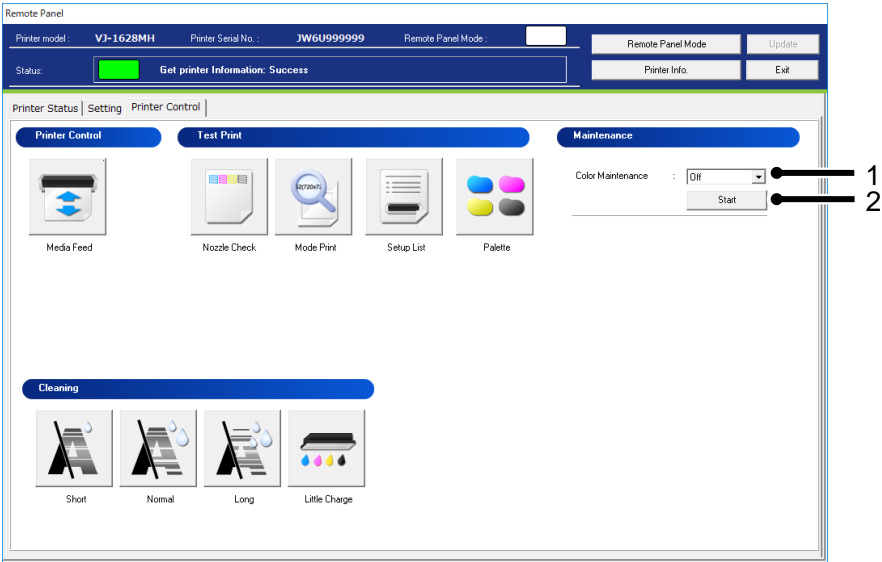 Remote Panel
Printer model : VJ-1628MH Printer Serial No. : JW6U999999 Remote Panel Mode :
Remote Panel Mode Update
Status: Get printer Information: Success
Printer Info. Exit
Printer Status Setting Printer Control
Printer Control Test Print Maintenance
Color Maintenance : Off 1
Start 2
Media Feed Nozzle Check Mode Print Setup List Palette
Cleaning
Short Normal Long Little Charge